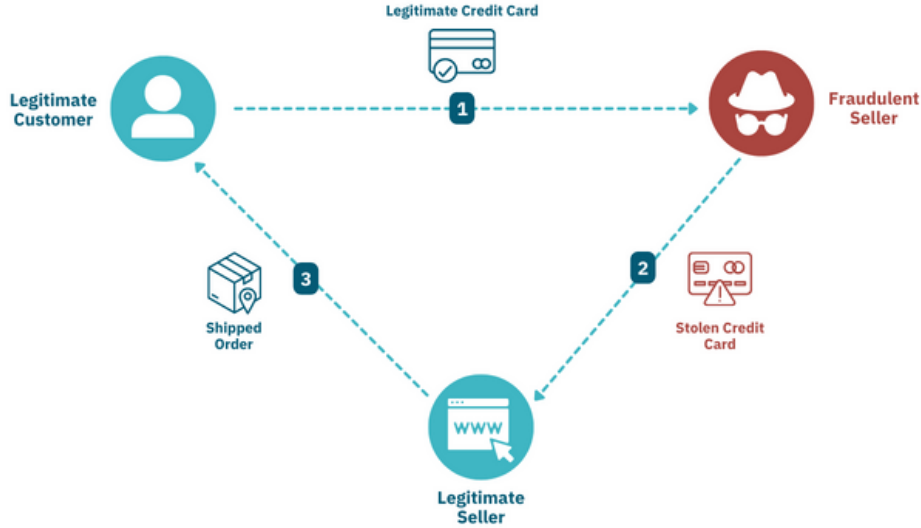 Legitimate Credit Card
1
Legitimate
Customer
Fraudulent
Seller
3
2
Shipped
Order
Stolen Credit
Card
WWW
Legitimate
Seller